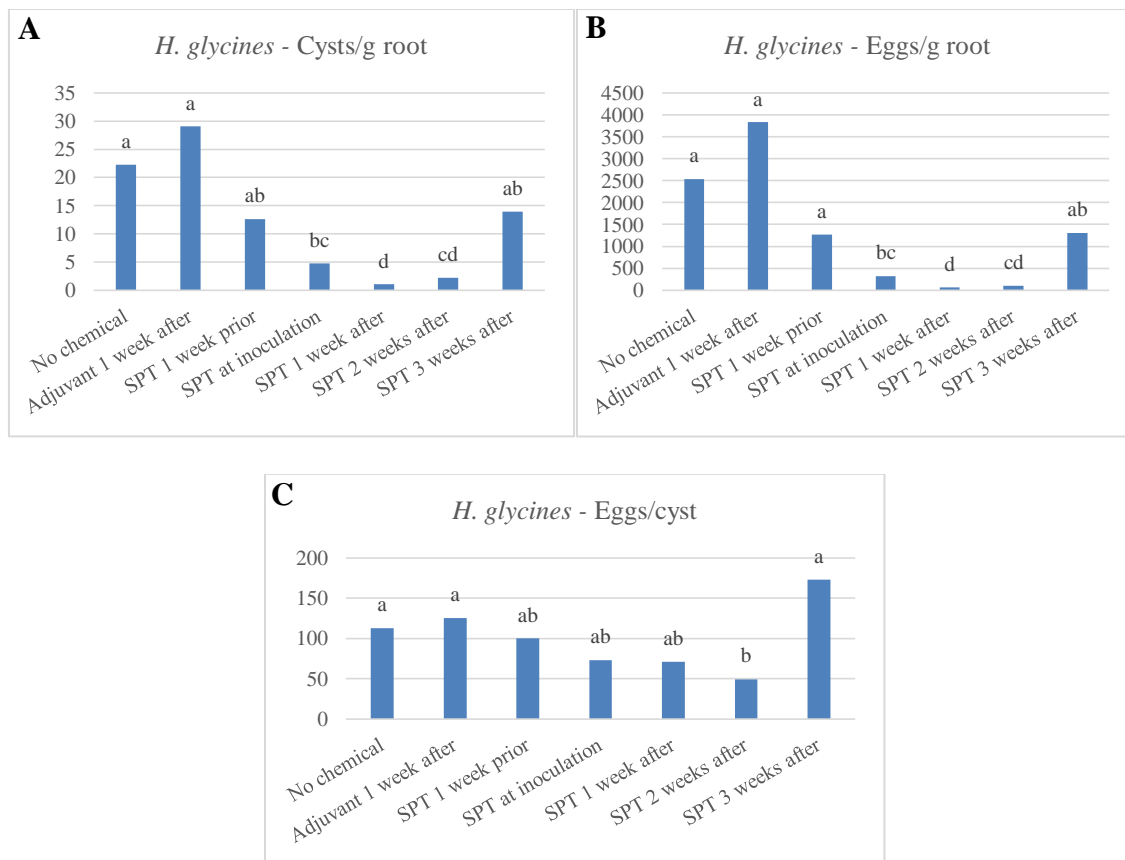 A
H. glycines - Cysts/g root
35
30
25
20
15
10
5
0
a
a
ab
bc
d
cd
ab
No chemical
Adjuvant 1 week after
SPT 1 week prior
SPT at inoculation
SPT 1 week after
SPT 2 weeks after
SPT 3 weeks after
B
H. glycines - Eggs/g root
4500
4000
3500
3000
2500
2000
1500
1000
500
0
a
a
a
bc
d
cd
ab
No chemical
Adjuvant 1 week after
SPT 1 week prior
SPT at inoculation
SPT 1 week after
SPT 2 weeks after
SPT 3 weeks after
C
H. glycines - Eggs/cyst
200
150
100
50
0
a
a
ab
ab
ab
b
a
No chemical
Adjuvant 1 week after
SPT 1 week prior
SPT at inoculation
SPT 1 week after
SPT 2 weeks after
SPT 3 weeks after